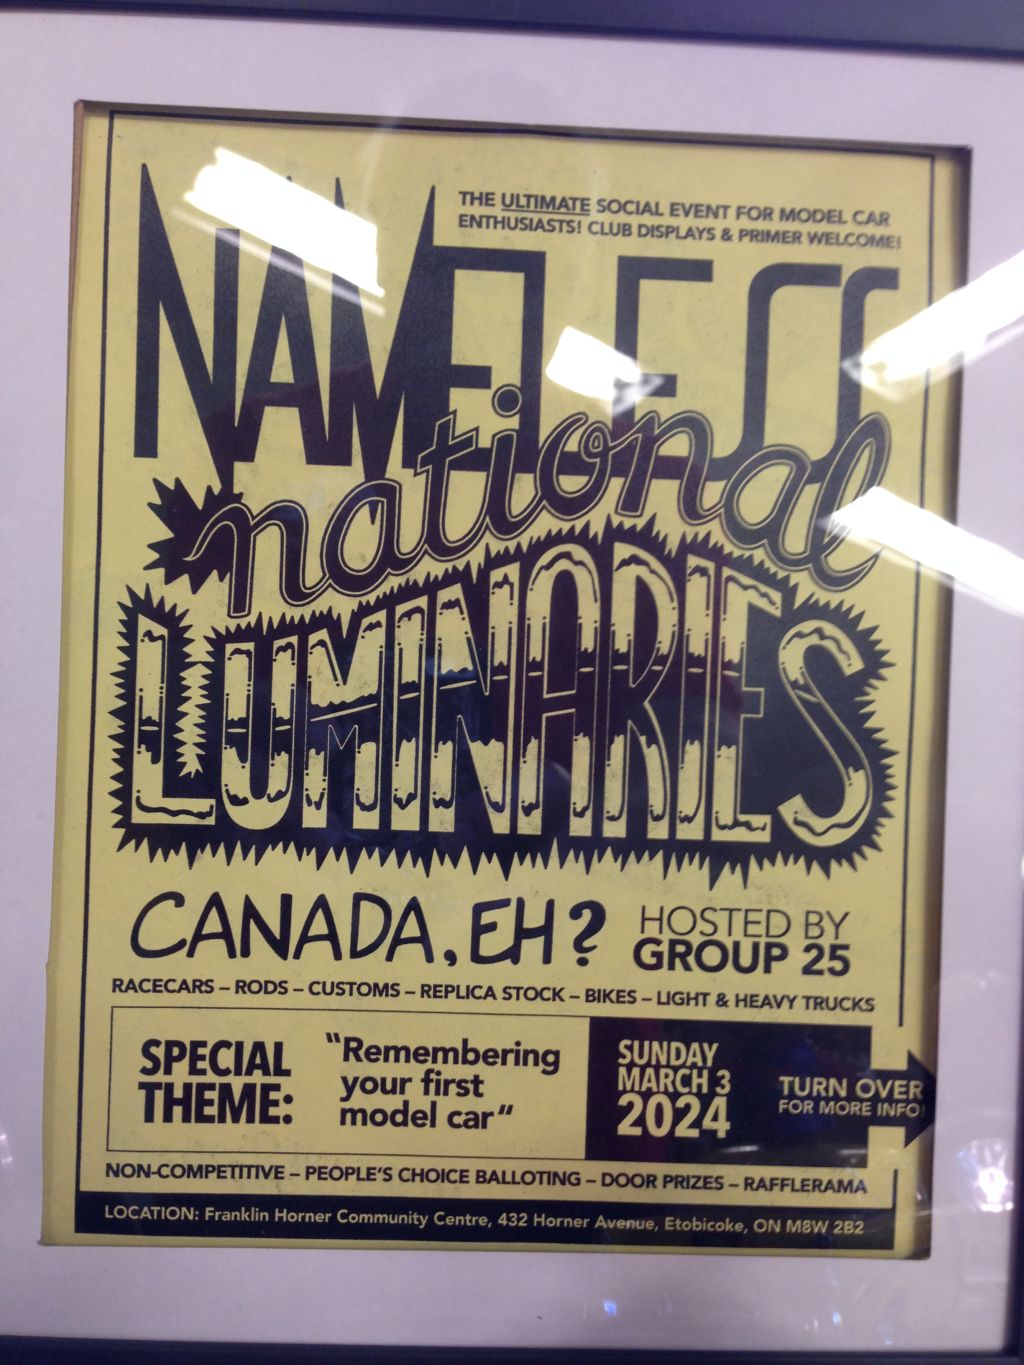 THE ULTIMATE SOCIAL EVENT FOR MODEL CAR
ENTHUSIASTS! CLUB DISPLAYS & PRIMER WELCOME!
NAMELESS
national
LUMINARIES
CANADA, EH?
HOSTED BY
GROUP 25
RACECARS – RODS – CUSTOMS – REPLICA STOCK – BIKES – LIGHT & HEAVY TRUCKS
SPECIAL
THEME:
"Remembering
your first
model car"
SUNDAY
MARCH 3
2024
TURN OVER
FOR MORE INFO!
NON-COMPETITIVE – PEOPLE'S CHOICE BALLOTING – DOOR PRIZES – RAFFLERAMA
LOCATION: Franklin Horner Community Centre, 432 Horner Avenue, Etobicoke, ON M8W 2B2